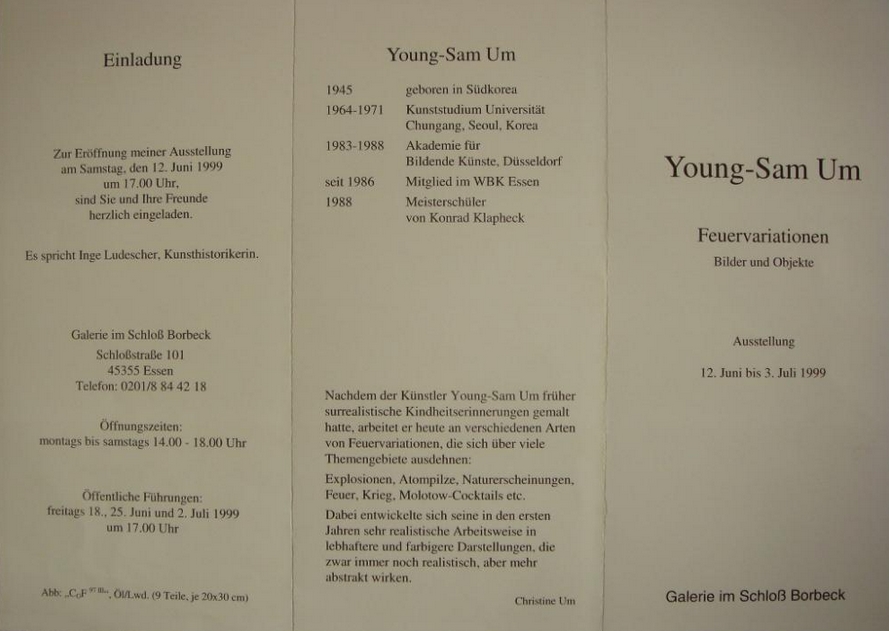 Einladung
Zur Eröffnung meiner Ausstellung
am Samstag, den 12. Juni 1999
um 17.00 Uhr,
sind Sie und Ihre Freunde
herzlich eingeladen.
Es spricht Inge Ludescher, Kunsthistorikerin.
Galerie im Schloß Borbeck
Schloßstraße 101
45355 Essen
Telefon: 0201/8 84 42 18
Öffnungszeiten:
montags bis samstags 14.00 - 18.00 Uhr
Öffentliche Führungen:
freitags 18., 25. Juni und 2. Juli 1999
um 17.00 Uhr
Abb: Öl/Lwd. (9 Teile, je 20x30 cm)
Young-Sam Um
1945 geboren in Südkorea
1964-1971 Kunststudium Universität
Chungang, Seoul, Korea
1983-1988 Akademie für
Bildende Künste, Düsseldorf
seit 1986 Mitglied im WBK Essen
1988 Meisterschüler
von Konrad Klapheck
Nachdem der Künstler Young-Sam Um früher
surrealistische Kindheitserinnerungen gemalt
hatte, arbeitet er heute an verschiedenen Arten
von Feuervariationen, die sich über viele
Themengebiete ausdehnen:
Explosionen, Atompilze, Naturerscheinungen,
Feuer, Krieg, Molotow-Cocktails etc.
Dabei entwickelte sich seine in den ersten
Jahren sehr realistische Arbeitsweise in
lebhaftere und farbigere Darstellungen, die
zwar immer noch realistisch, aber mehr
abstrakt wirken.
Christine Um
Young-Sam Um
Feuervariationen
Bilder und Objekte
Ausstellung
12. Juni bis 3. Juli 1999
Galerie im Schloß Borbeck